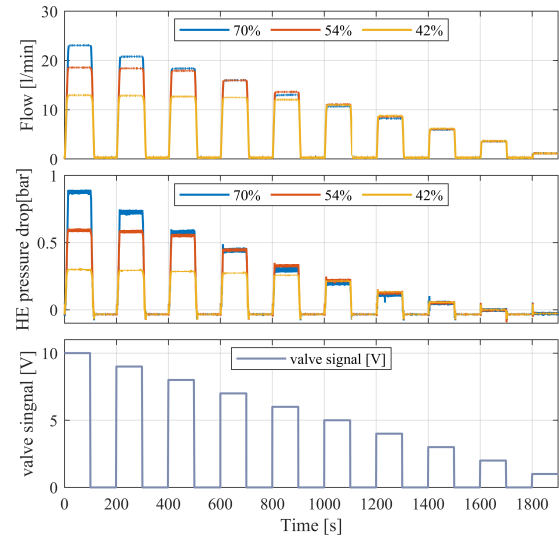 30
20
10
0
Flow [l/min]
70% 54% 42%
1
0.5
0
HE pressure drop[bar]
70% 54% 42%
10
5
0
valve singnal [V]
valve signal [V]
0 200 400 600 800 1000 1200 1400 1600 1800
Time [s]